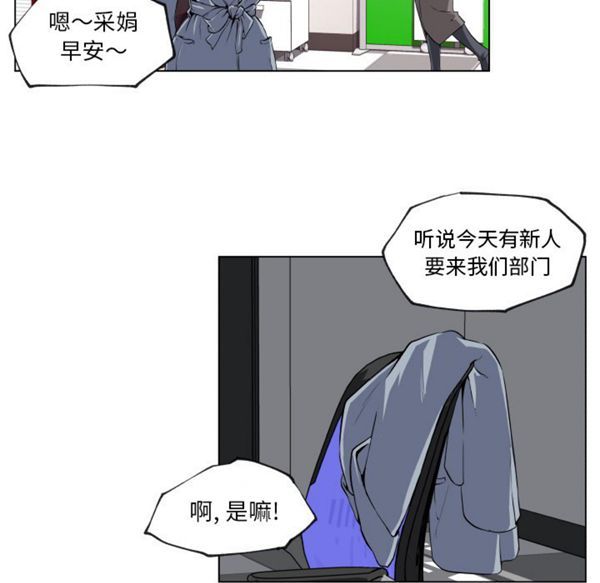 嗯～采娟
早安～
听说今天有新人
要来我们部门
啊, 是嘛!